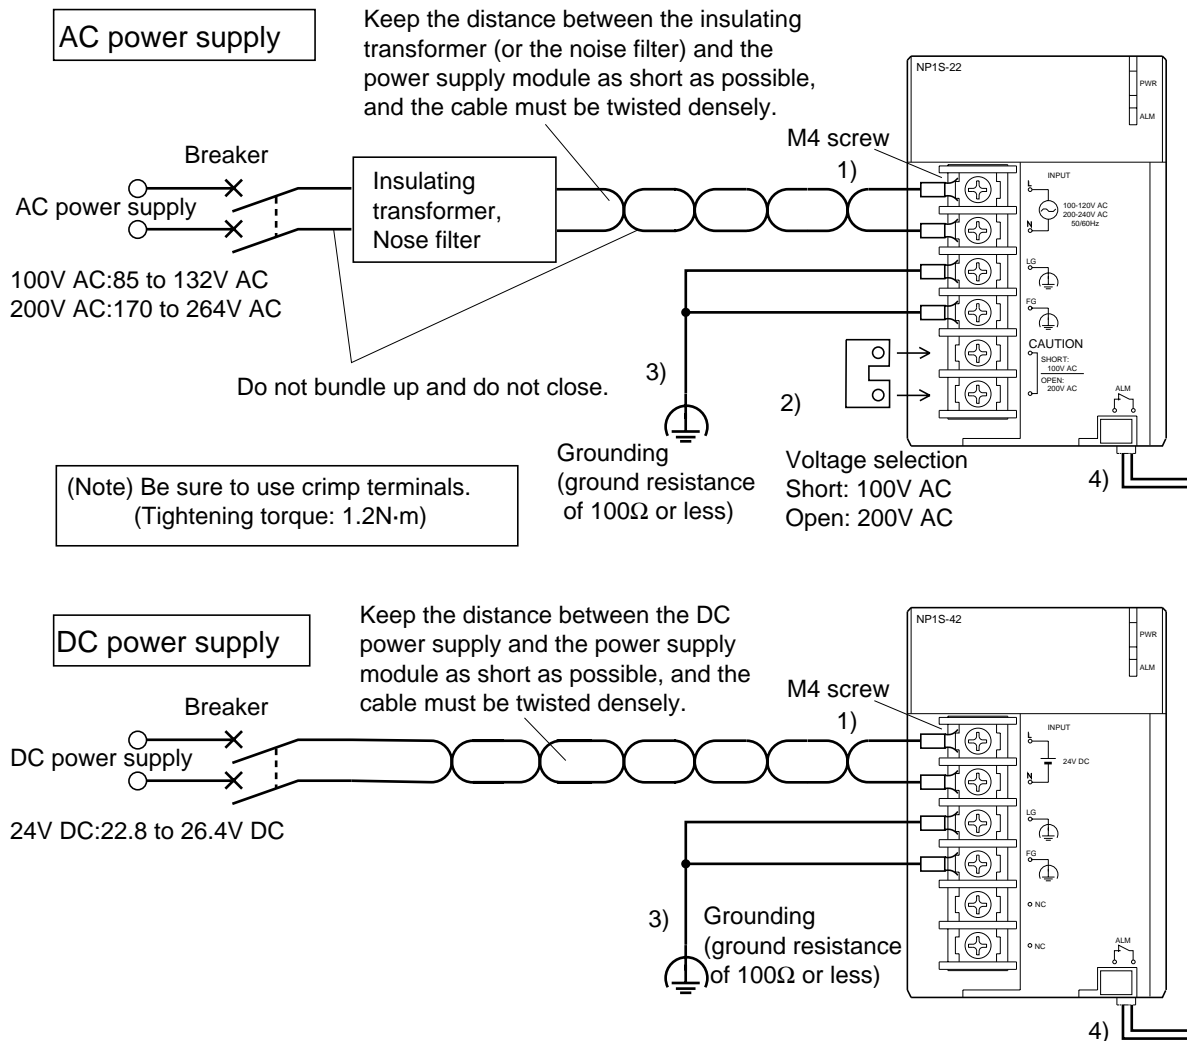 AC power supply
Keep the distance between the insulating
transformer (or the noise filter) and the
power supply module as short as possible,
and the cable must be twisted densely.
NP1S-22
PWR
ALM
M4 screw
1)
Breaker
AC power supply
Insulating
transformer,
Nose filter
INPUT
L
100-120V AC
200-240V AC
50/60Hz
N
LG
FG
100V AC:85 to 132V AC
200V AC:170 to 264V AC
CAUTION
SHORT:
100V AC
OPEN:
200V AC
ALM
Do not bundle up and do not close.
3)
2)
Grounding
(ground resistance
of 100Ω or less)
Voltage selection
Short: 100V AC
Open: 200V AC
4)
(Note) Be sure to use crimp terminals.
(Tightening torque: 1.2N·m)
DC power supply
Keep the distance between the DC
power supply and the power supply
module as short as possible, and the
cable must be twisted densely.
NP1S-42
PWR
ALM
M4 screw
1)
Breaker
DC power supply
INPUT
L
24V DC
N
LG
FG
NC
NC
ALM
24V DC:22.8 to 26.4V DC
3)
Grounding
(ground resistance
of 100Ω or less)
4)